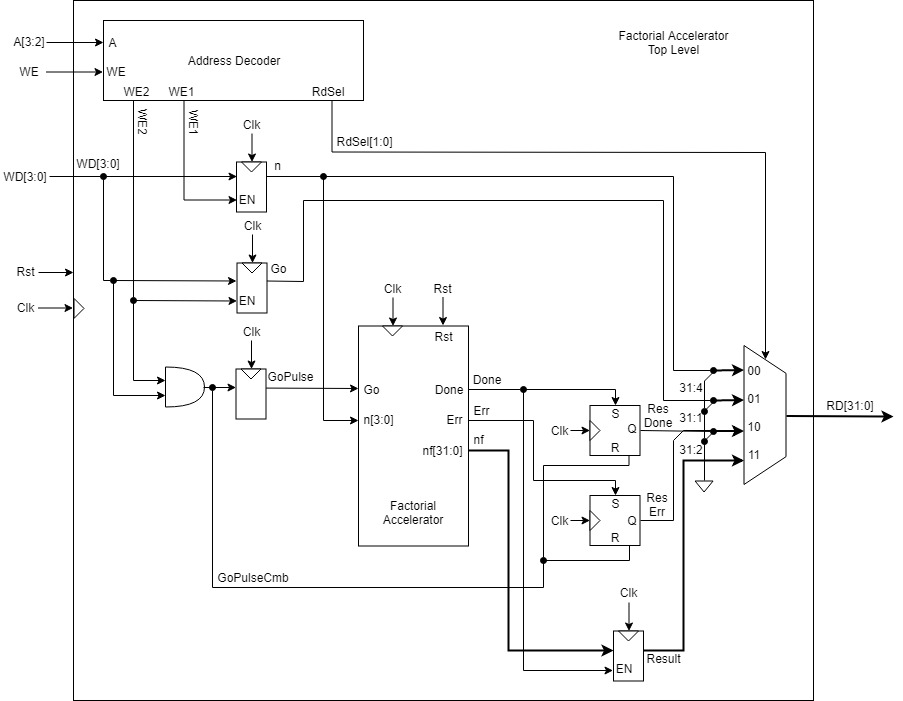 Factorial Accelerator
Top Level
A[3:2]
A
Address Decoder
WE
WE
WE2
WE1
RdSel
WE2
WE1
Clk
RdSel[1:0]
WD[3:0]
WD[3:0]
n
EN
Clk
Rst
Go
Clk
EN
Clk
Rst
Clk
Rst
GoPulse
Go
Done
Done
n[3:0]
Err
Err
nf[31:0]
nf
Factorial
Accelerator
00
31:4
01
31:1
10
31:2
11
RD[31:0]
S
Clk
Q
R
Res
Done
S
Clk
Q
R
Res
Err
GoPulseCmb
Clk
EN
Result